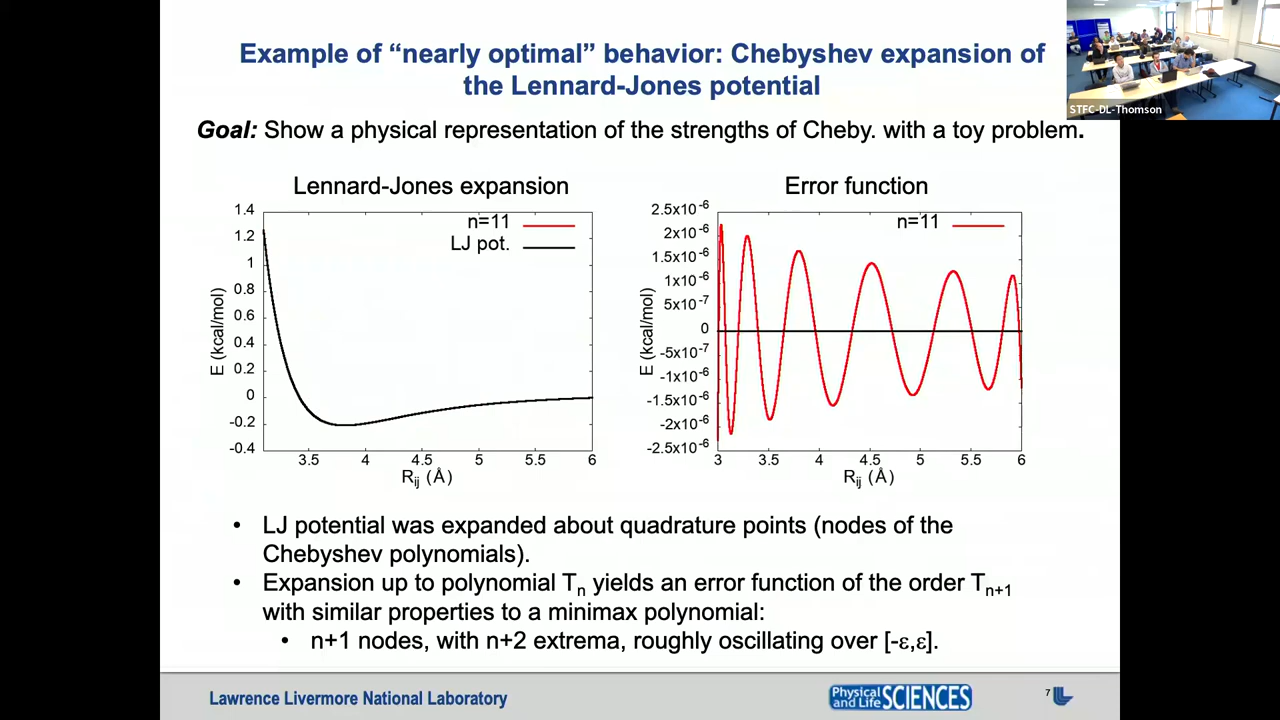 Example of “nearly optimal” behavior: Chebyshev expansion of
the Lennard-Jones potential
STFC-DL-Thomson
Goal: Show a physical representation of the strengths of Cheby. with a toy problem.
Lennard-Jones expansion
n=11
LJ pot.
E (kcal/mol)
1.4
1.2
1
0.8
0.6
0.4
0.2
0
-0.2
-0.4
3.5 4 4.5 5 5.5 6
Rij (Å)
Error function
n=11
E (kcal/mol)
2.5x10-6
2x10-6
1.5x10-6
1x10-6
5x10-7
0
-5x10-7
-1x10-6
-1.5x10-6
-2x10-6
-2.5x10-6
3 3.5 4 4.5 5 5.5 6
Rij (Å)
• LJ potential was expanded about quadrature points (nodes of the
Chebyshev polynomials).
• Expansion up to polynomial Tn yields an error function of the order Tn+1
with similar properties to a minimax polynomial:
• n+1 nodes, with n+2 extrema, roughly oscillating over [-ε,ε].
Lawrence Livermore National Laboratory
Physical
and Life SCIENCES
7